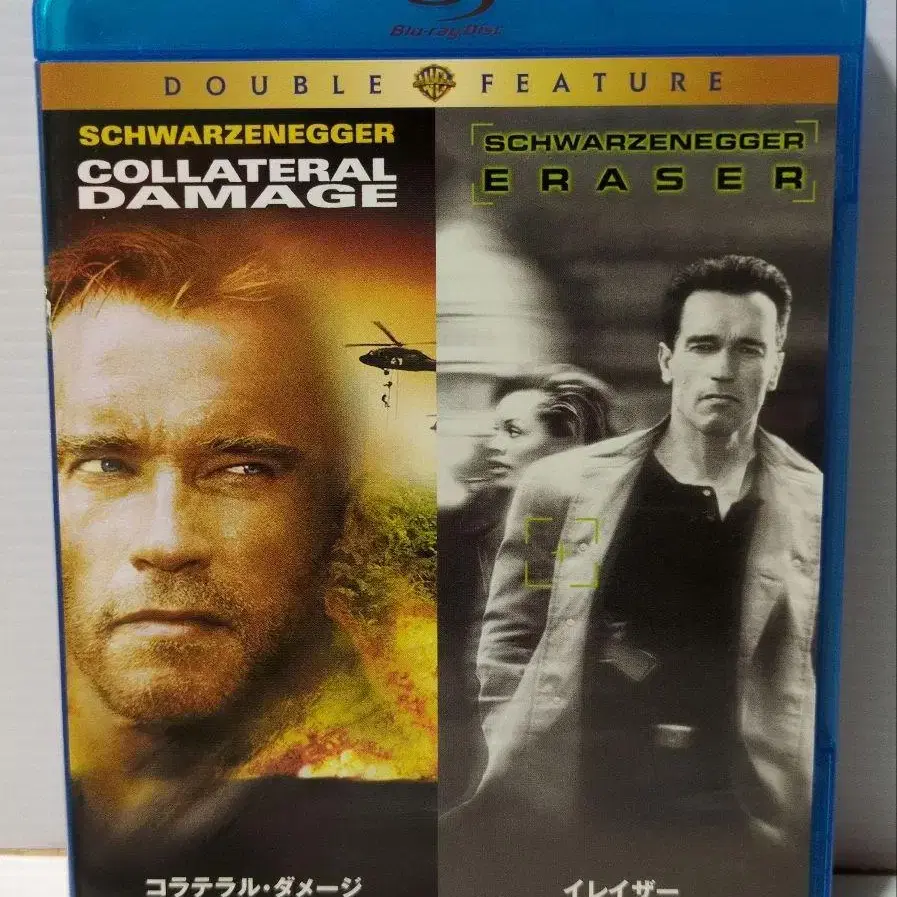 Blu-ray Disc
DOUBLE FEATURE
SCHWARZENEGGER
COLLATERAL
DAMAGE
SCHWARZENEGGER
ERASER
コラテラル・ダメージ
イレイザー